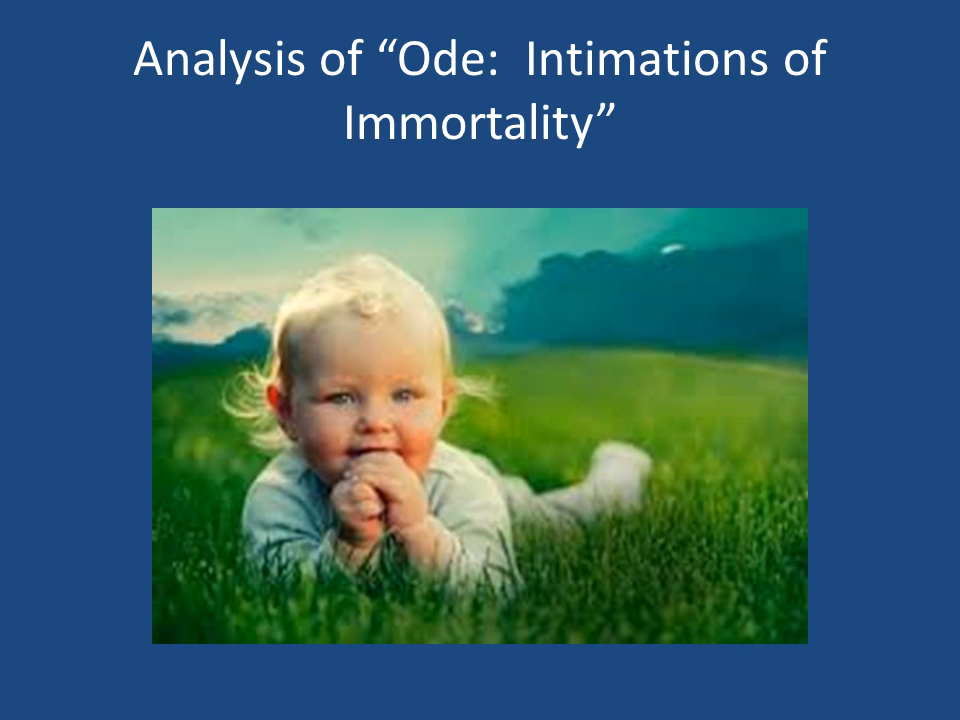 Analysis of “Ode:  Intimations of
Immortality”